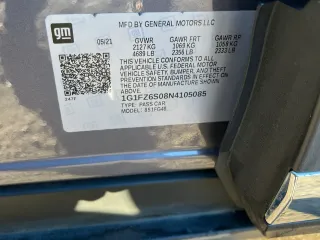 gm
MFD BY GENERAL MOTORS LLC
05/21 GVWR GAWR FRT GAWR RR
2127 KG 1069 KG 1058 KG
4689 LB 2356 LB 2333 LB
THIS VEHICLE CONFORMS TO ALL
APPLICABLE U.S. FEDERAL MOTOR
VEHICLE SAFETY, BUMPER, AND
THEFT PREVENTION STANDARDS IN EFFECT ON
THE DATE OF MANUFACTURE SHOWN ABOVE.
1G1FZ6S08N4105085
TYPE: PASS CAR
MODEL: